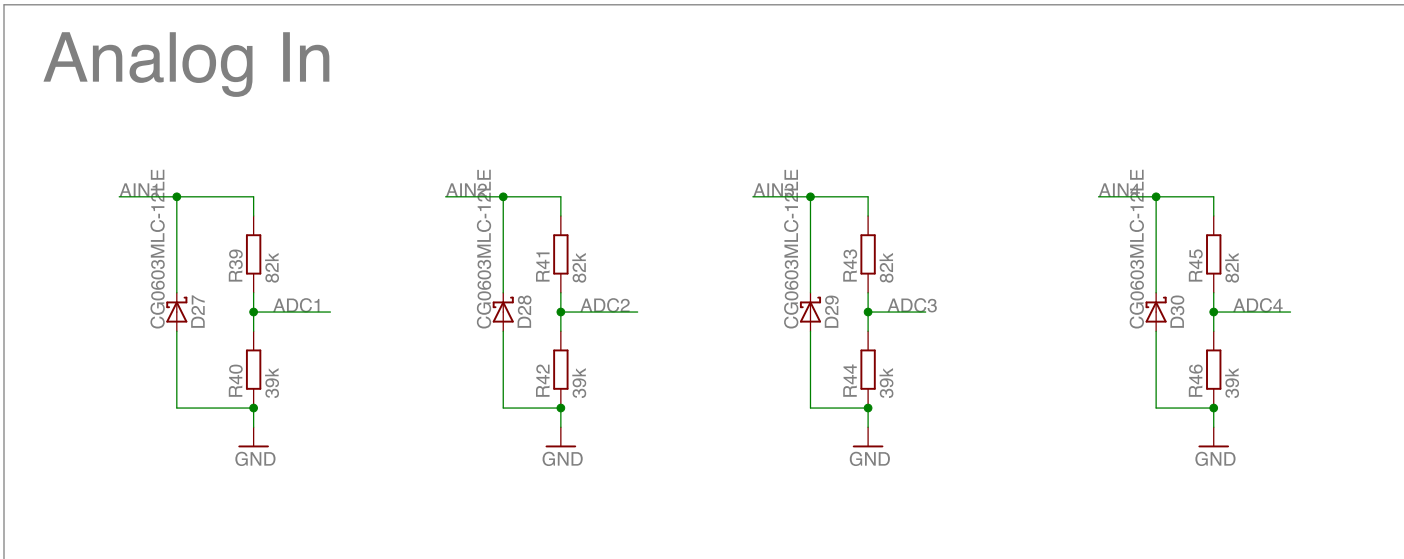 Analog In
AIN1
CG0603MLC-12LE
D27
R39
82k
ADC1
R40
39k
GND
AIN2
CG0603MLC-12LE
D28
R41
82k
ADC2
R42
39k
GND
AIN3
CG0603MLC-12LE
D29
R43
82k
ADC3
R44
39k
GND
AIN4
CG0603MLC-12LE
D30
R45
82k
ADC4
R46
39k
GND